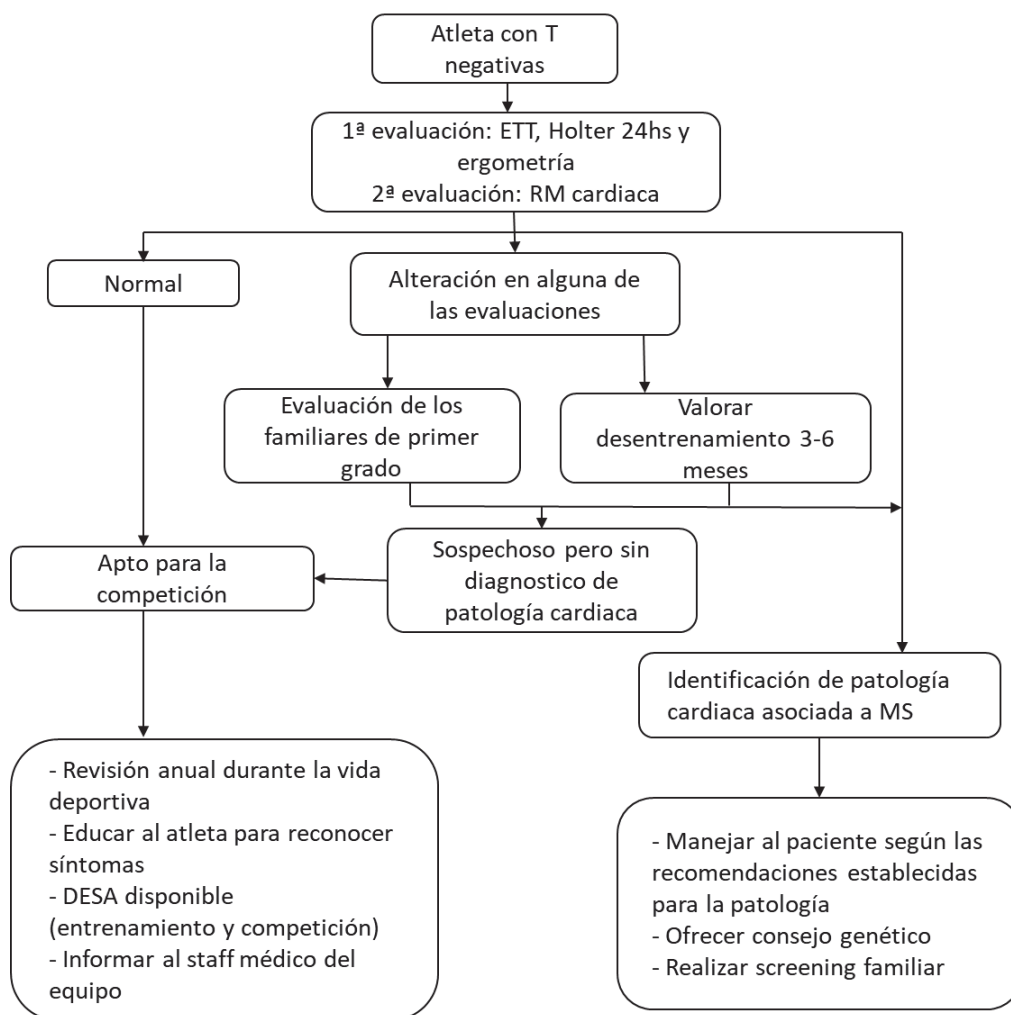 Atleta con T
negativas
1ª evaluación: ETT, Holter 24hs y
ergometría
2ª evaluación: RM cardiaca
Normal
Alteración en alguna de
las evaluaciones
Evaluación de los
familiares de primer
grado
Valorar
desentrenamiento 3-6
meses
Apto para la
competición
Sospechoso pero sin
diagnostico de
patología cardiaca
Identificación de patología
cardiaca asociada a MS
- Revisión anual durante la vida
deportiva
- Educar al atleta para reconocer
síntomas
- DESA disponible
(entrenamiento y competición)
- Informar al staff médico del
equipo
- Manejar al paciente según las
recomendaciones establecidas
para la patología
- Ofrecer consejo genético
- Realizar screening familiar